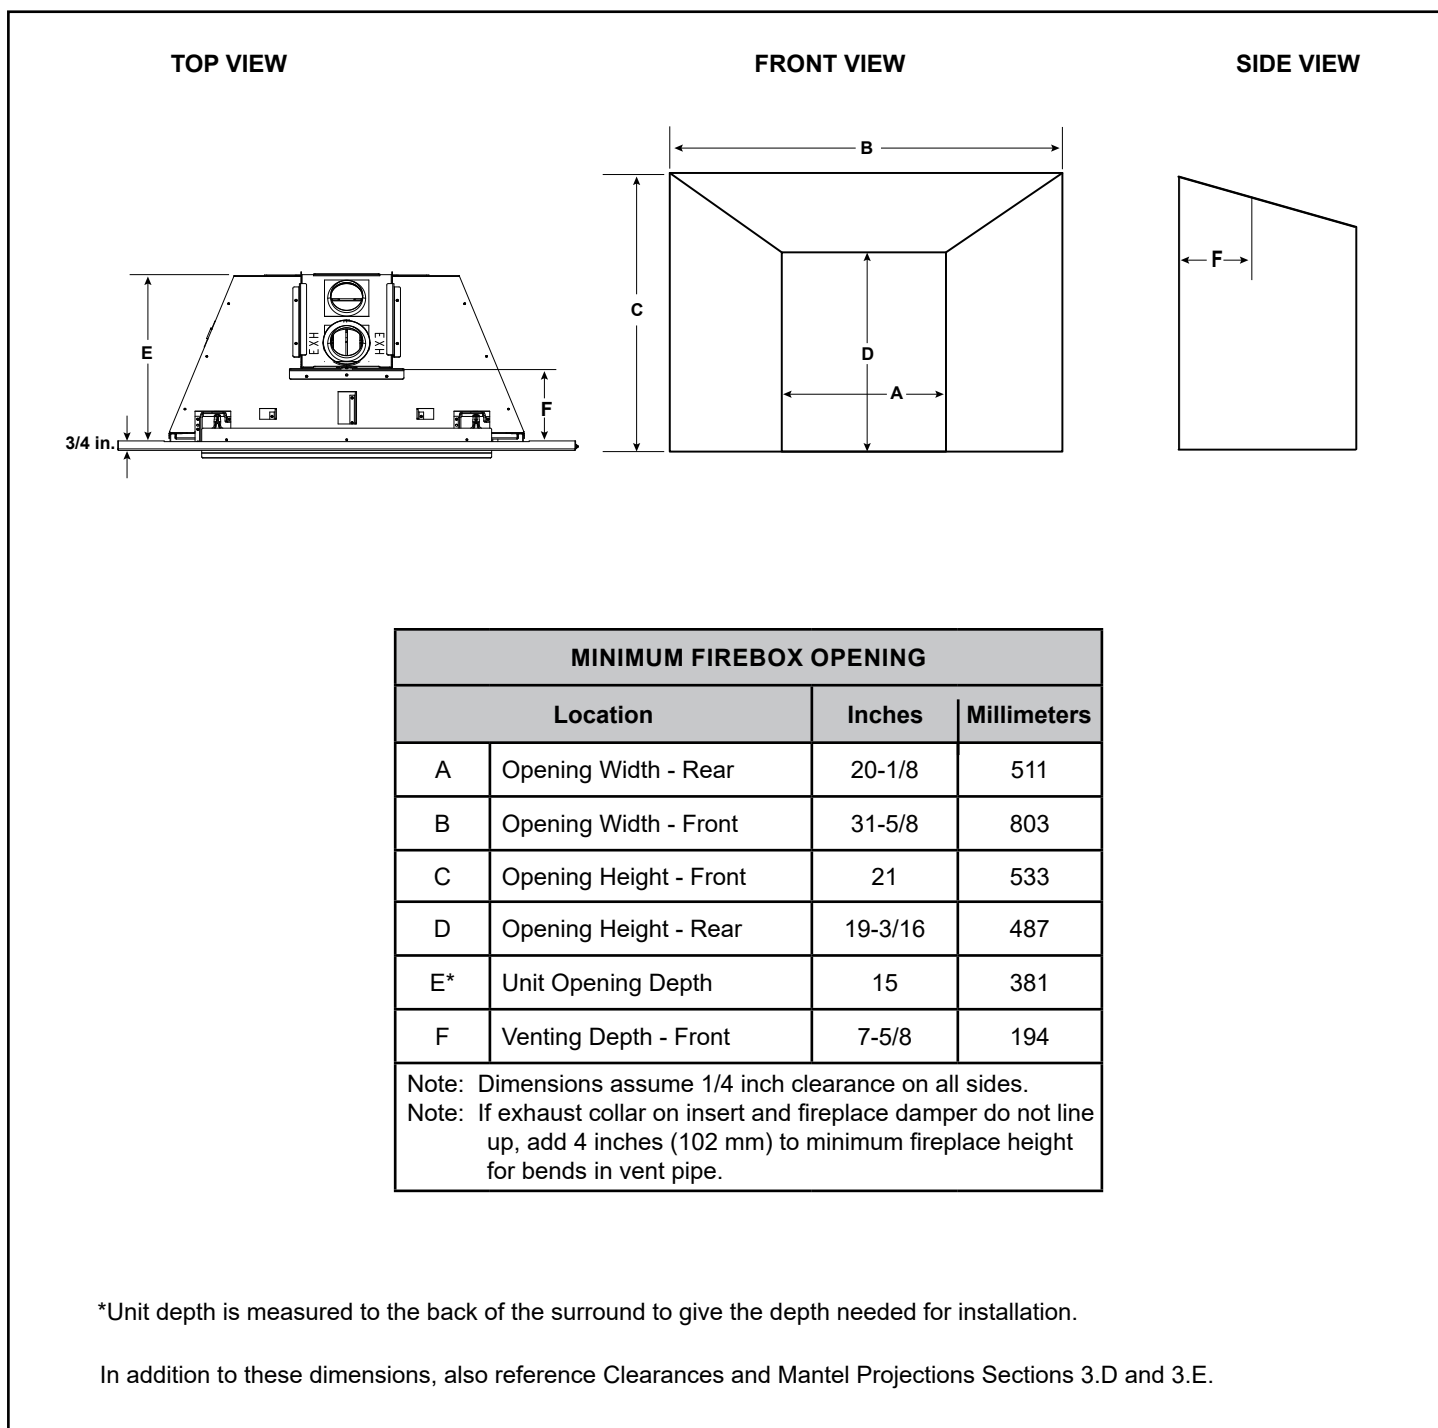 TOP VIEW
FRONT VIEW
SIDE VIEW
B
C
D
A
F
E
EXH
EXH
F
3/4 in.
MINIMUM FIREBOX OPENING
Location Inches Millimeters
A Opening Width - Rear 20-1/8 511
B Opening Width - Front 31-5/8 803
C Opening Height - Front 21 533
D Opening Height - Rear 19-3/16 487
E* Unit Opening Depth 15 381
F Venting Depth - Front 7-5/8 194
Note: Dimensions assume 1/4 inch clearance on all sides.
Note: If exhaust collar on insert and fireplace damper do not line
up, add 4 inches (102 mm) to minimum fireplace height
for bends in vent pipe.
*Unit depth is measured to the back of the surround to give the depth needed for installation.
In addition to these dimensions, also reference Clearances and Mantel Projections Sections 3.D and 3.E.